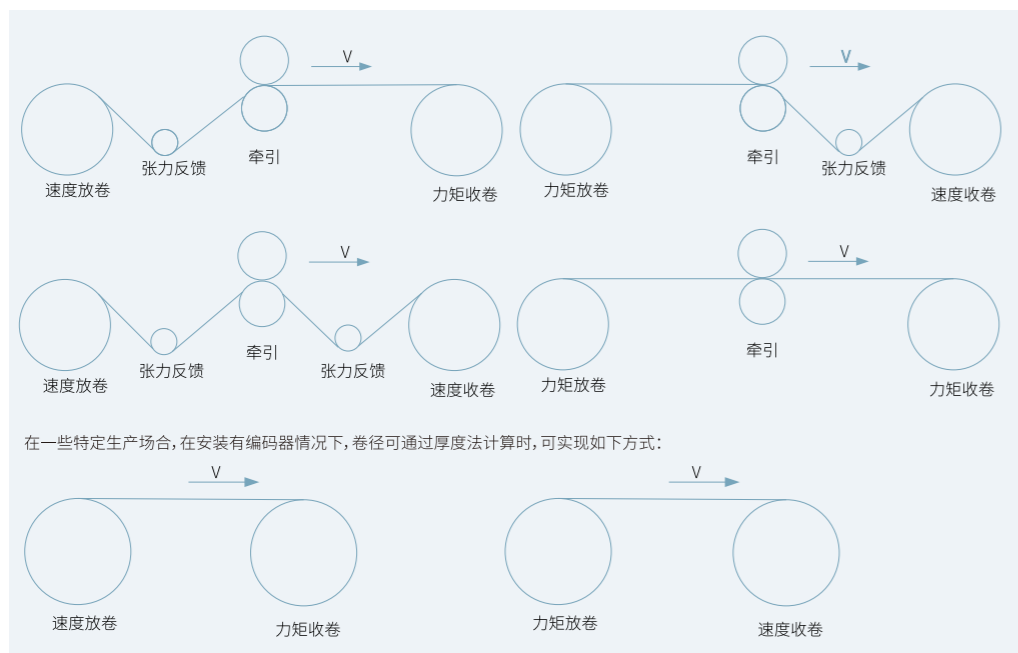 V
V
张力反馈
牵引
牵引
张力反馈
速度放卷
力矩收卷
力矩放卷
速度收卷
V
V
张力反馈
牵引
张力反馈
牵引
速度放卷
速度收卷
力矩放卷
力矩收卷
在一些特定生产场合,在安装有编码器情况下,卷径可通过厚度法计算时,可实现如下方式:
V
V
速度放卷
力矩收卷
力矩放卷
速度收卷